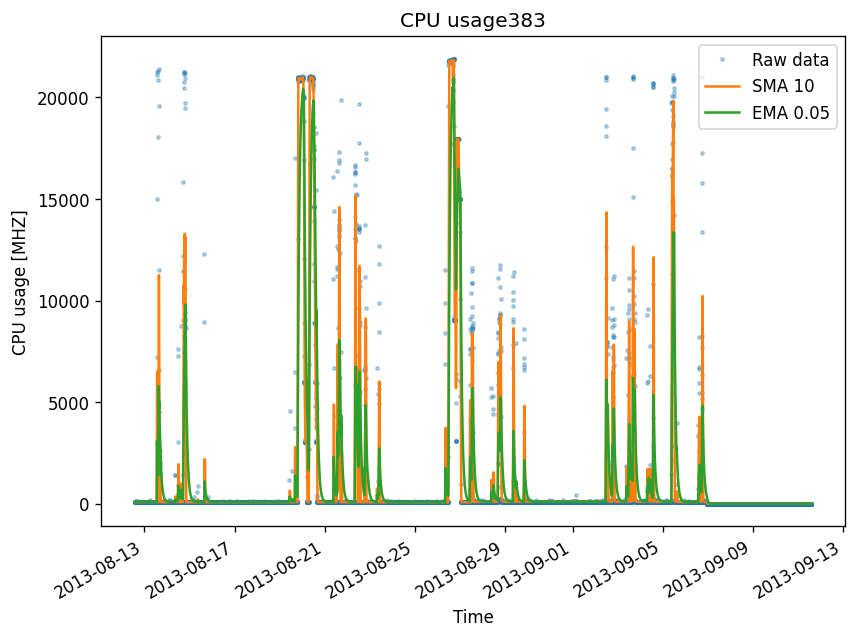 CPU usage383
Raw data
SMA 10
EMA 0.05
CPU usage [MHZ]
20000
15000
10000
5000
0
2013-08-13
2013-08-17
2013-08-21
2013-08-25
2013-08-29
2013-09-01
2013-09-05
2013-09-09
2013-09-13
Time